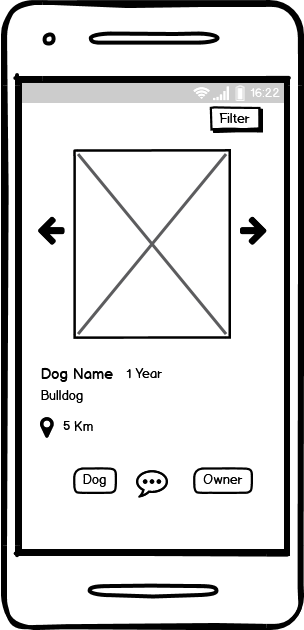 16:22
Filter
Dog Name 1 Year
Bulldog
5 Km
Dog Owner